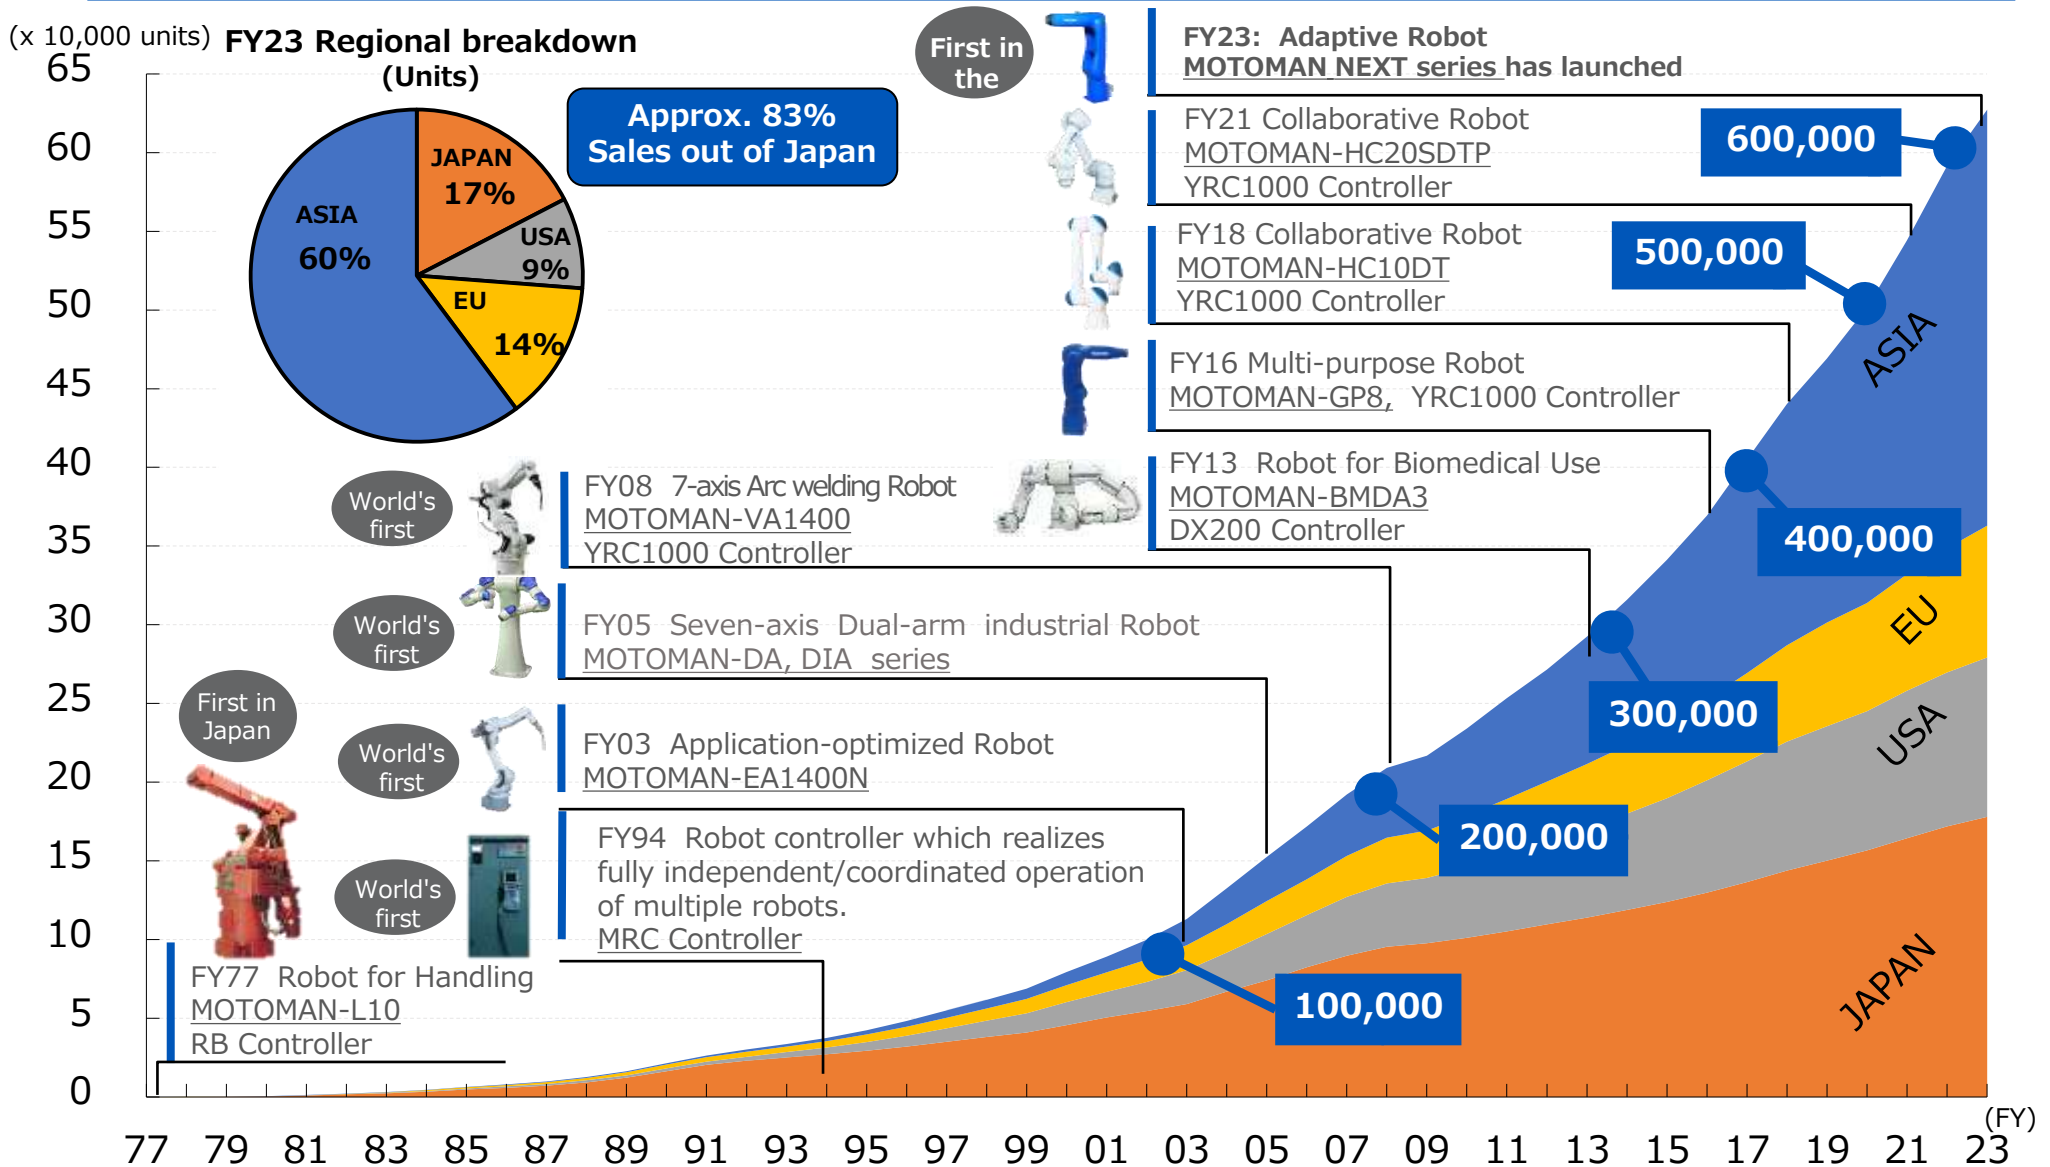 (x 10,000 units)
FY23 Regional breakdown
(Units)
Approx. 83%
Sales out of Japan
JAPAN
17%
USA
9%
EU
14%
ASIA
60%
First in
the
FY23: Adaptive Robot
MOTOMAN NEXT series has launched
FY21 Collaborative Robot
MOTOMAN-HC20SDTP
YRC1000 Controller
FY18 Collaborative Robot
MOTOMAN-HC10DT
YRC1000 Controller
FY16 Multi-purpose Robot
MOTOMAN-GP8, YRC1000 Controller
FY13 Robot for Biomedical Use
MOTOMAN-BMDA3
DX200 Controller
World's
first
FY08 7-axis Arc welding Robot
MOTOMAN-VA1400
YRC1000 Controller
World's
first
FY05 Seven-axis Dual-arm industrial Robot
MOTOMAN-DA, DIA series
World's
first
FY03 Application-optimized Robot
MOTOMAN-EA1400N
World's
first
FY94 Robot controller which realizes
fully independent/coordinated operation
of multiple robots.
MRC Controller
First in
Japan
FY77 Robot for Handling
MOTOMAN-L10
RB Controller
600,000
500,000
400,000
300,000
200,000
100,000
ASIA
EU
USA
JAPAN
65
60
55
50
45
40
35
30
25
20
15
10
5
0
77 79 81 83 85 87 89 91 93 95 97 99 01 03 05 07 09 11 13 15 17 19 21 23
(FY)